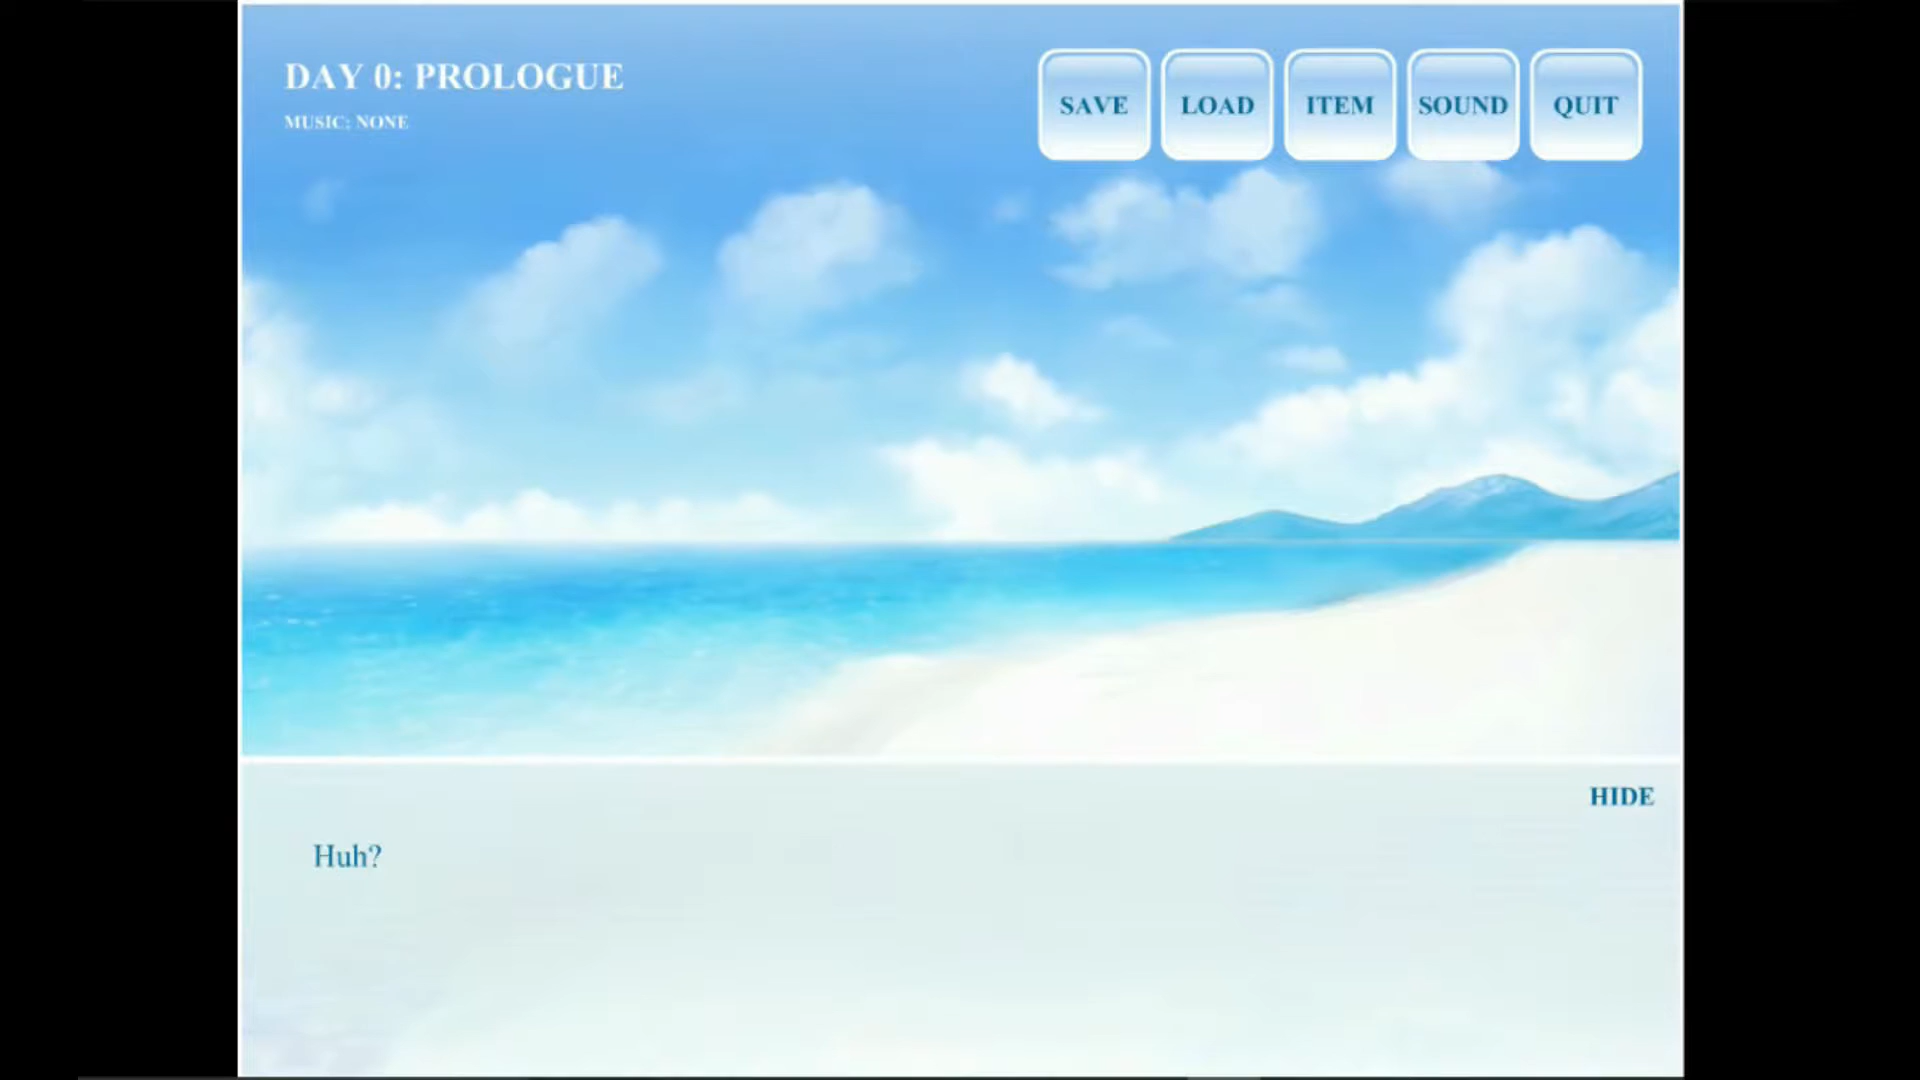 DAY 0: PROLOGUE
MUSIC: NONE
SAVE
LOAD
ITEM
SOUND
QUIT
HIDE
Huh?